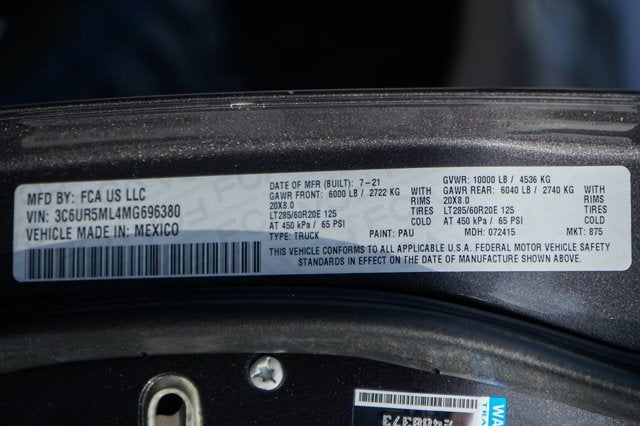 MFD BY: FCA US LLC
VIN: 3C6UR5ML4MG696380
VEHICLE MADE IN: MEXICO
DATE OF MFR (BUILT): 7-21
GAWR FRONT: 6000 LB / 2722 KG WITH
20X8.0 RIMS
LT285/60R20E 125 TIRES
AT 450 kPa / 65 PSI COLD
TYPE: TRUCK PAINT: PAU
GVWR: 10000 LB / 4536 KG
GAWR REAR: 6040 LB / 2740 KG WITH
20X8.0 RIMS
LT285/60R20E 125 TIRES
AT 450 kPa / 65 PSI COLD
MDH: 072415 MKT: 875
THIS VEHICLE CONFORMS TO ALL APPLICABLE U.S.A. FEDERAL MOTOR VEHICLE SAFETY
STANDARDS IN EFFECT ON THE DATE OF MANUFACTURE SHOWN ABOVE.